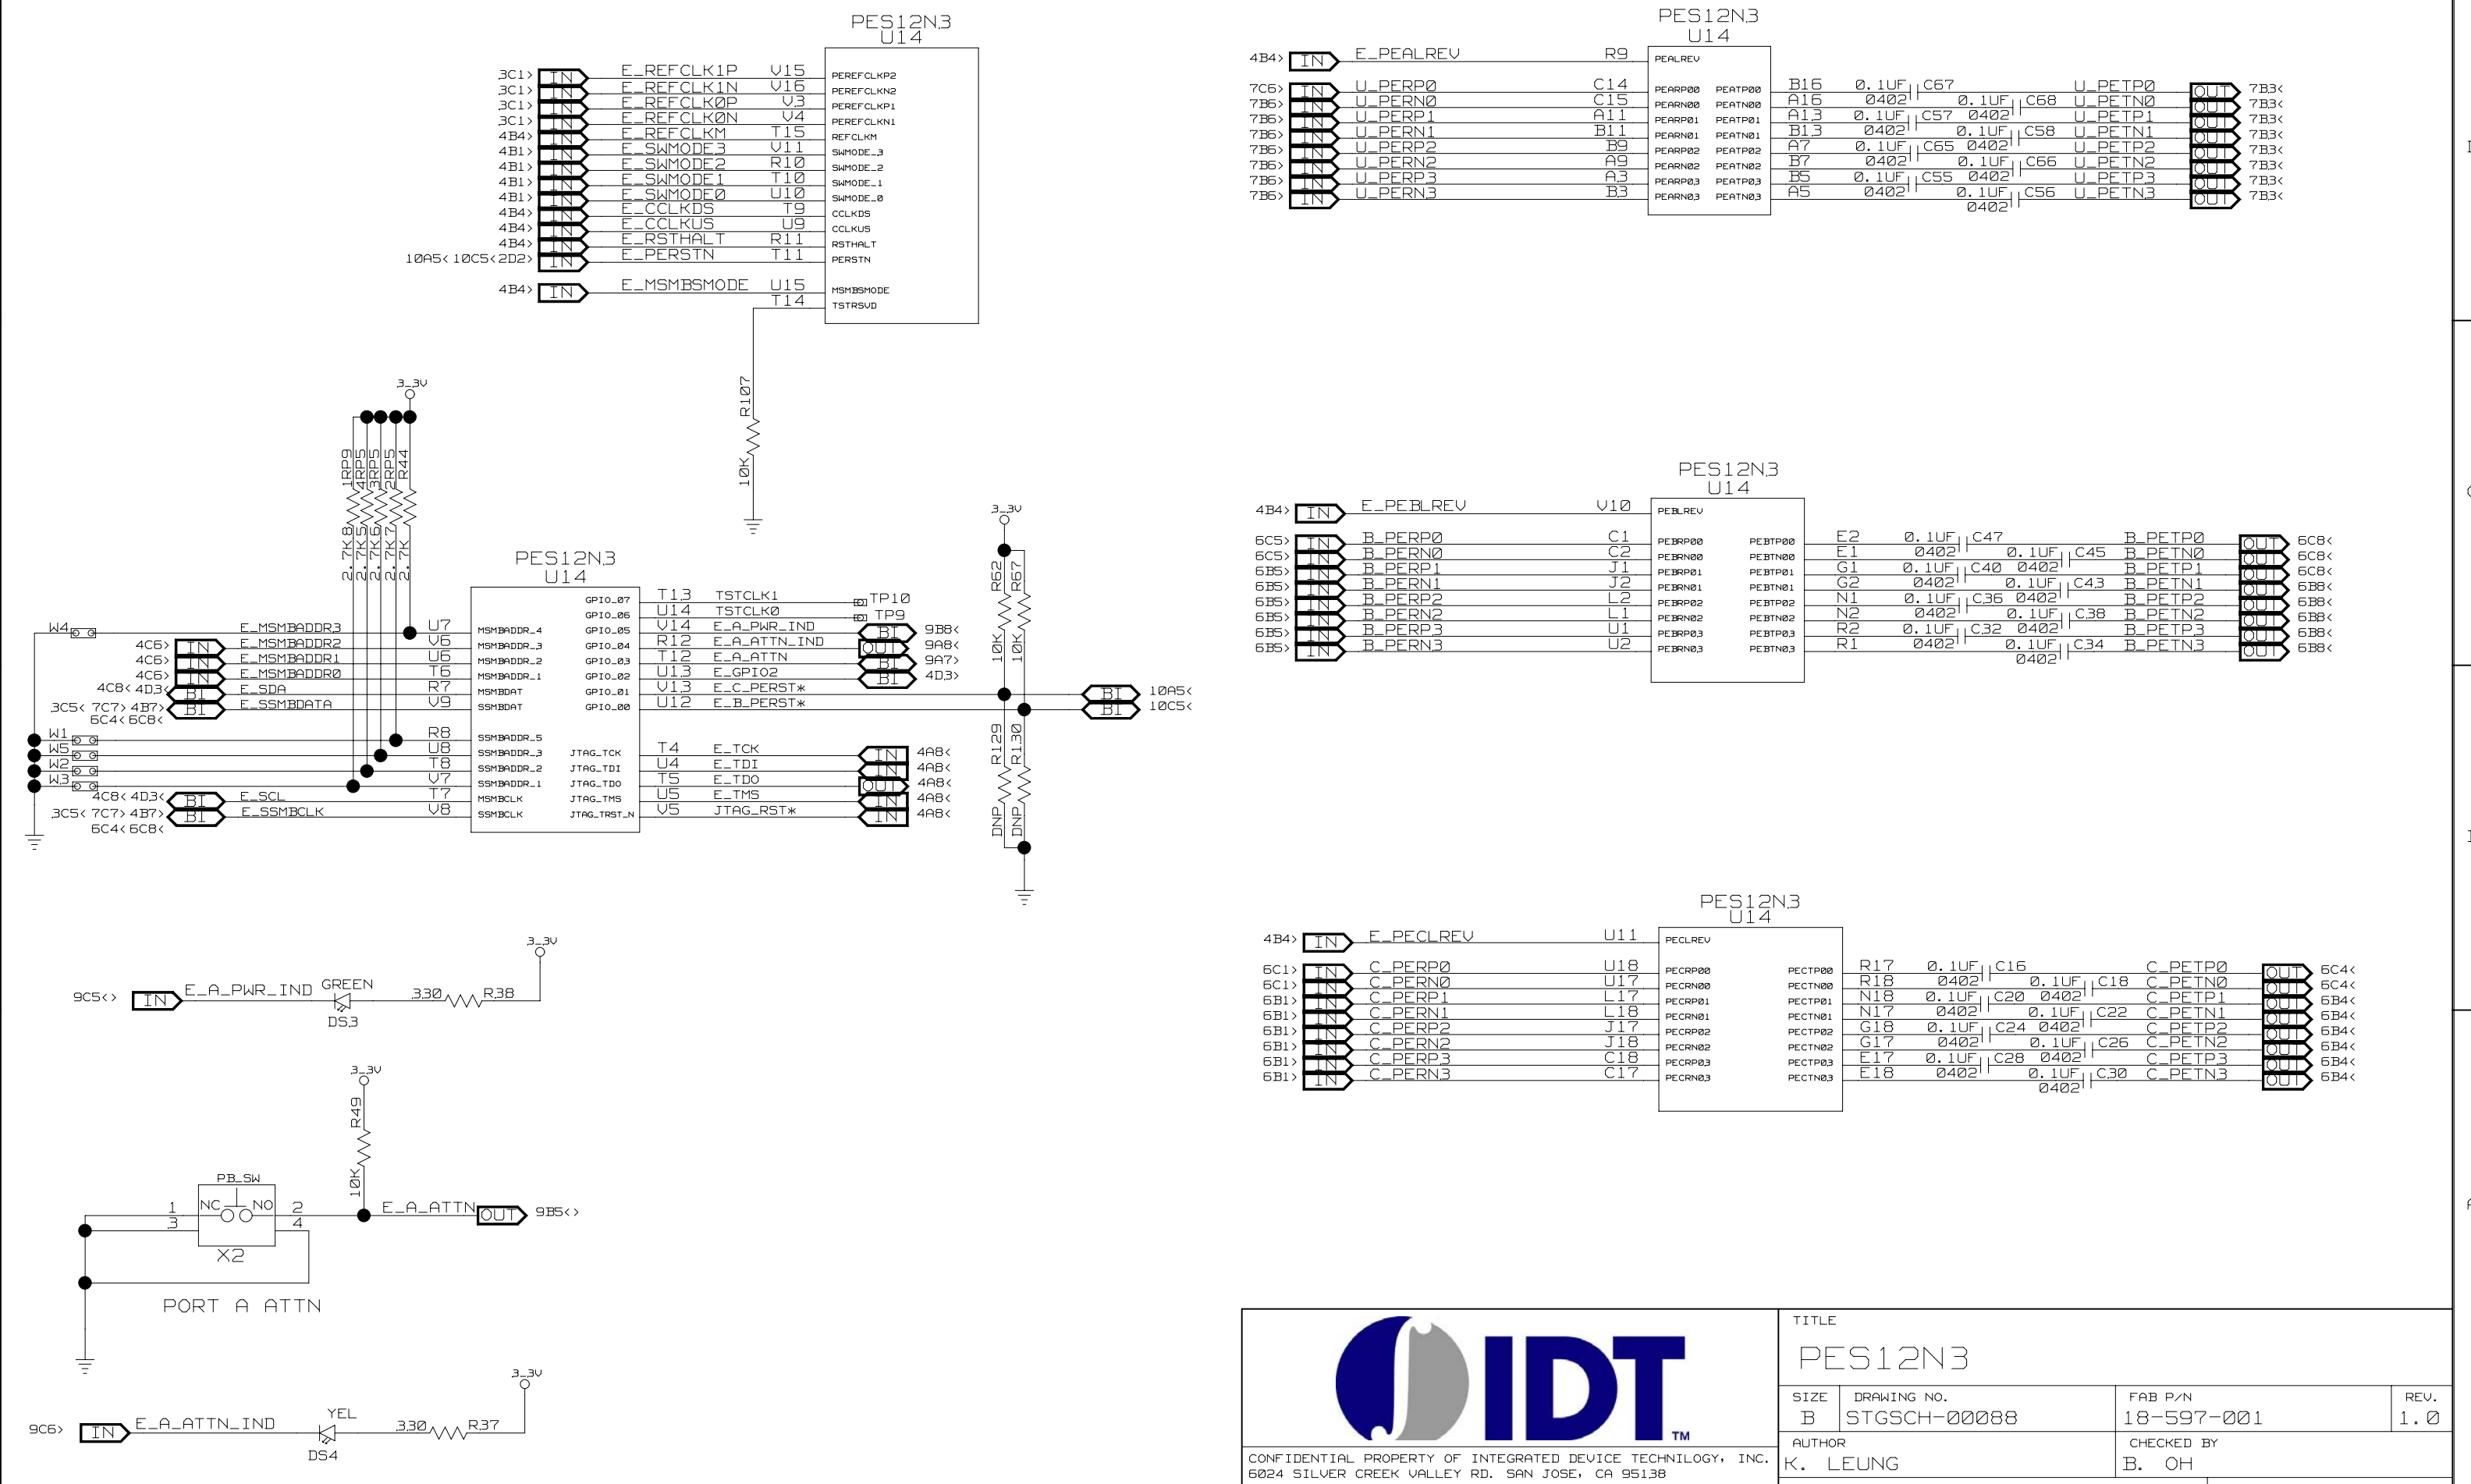 PES12N3
U14
3C1> IN E_REFCLK1P V15 PEREFCLKP2
3C1> IN E_REFCLK1N V16 PEREFCLKN2
3C1> IN E_REFCLK0P V3 PEREFCLKP1
3C1> IN E_REFCLK0N V4 PEREFCLKN1
4B4> IN E_REFCLKM T15 REFCLKM
4B1> IN E_SWMODE3 V11 SWMODE_3
4B1> IN E_SWMODE2 R10 SWMODE_2
4B1> IN E_SWMODE1 T10 SWMODE_1
4B1> IN E_SWMODE0 U10 SWMODE_0
4B4> IN E_CCLKDS T9 CCLKDS
4B4> IN E_CCLKUS U9 CCLKUS
4B4> IN E_RSTHALT R11 RSTHALT
10A5< 10C5<2D2> IN E_PERSTN T11 PERSTN
4B4> IN E_MSMBSMODE U15 MSMBSMODE
T14 TSTRSVD
R107
10K
PES12N3
U14
4B4> IN E_PEALREV R9 PEALREV
7C6> IN U_PERP0 C14 PEARP00 PEATP00 B16 0.1UF C67 U_PETP0 OUT 7B3<
7B6> IN U_PERN0 C15 PEARN00 PEATN00 A16 0402 0.1UF C68 U_PETN0 OUT 7B3<
7B6> IN U_PERP1 A11 PEARP01 PEATP01 A13 0.1UF C57 0402 U_PETP1 OUT 7B3<
7B6> IN U_PERN1 B11 PEARN01 PEATN01 B13 0402 0.1UF C58 U_PETN1 OUT 7B3<
7B6> IN U_PERP2 B9 PEARP02 PEATP02 A7 0.1UF C65 0402 U_PETP2 OUT 7B3<
7B6> IN U_PERN2 A9 PEARN02 PEATN02 B7 0402 0.1UF C66 U_PETN2 OUT 7B3<
7B6> IN U_PERP3 A3 PEARP03 PEATP03 B5 0.1UF C55 0402 U_PETP3 OUT 7B3<
7B6> IN U_PERN3 B3 PEARN03 PEATN03 A5 0402 0.1UF C56 U_PETN3 OUT 7B3<
0402
3_3V
1RP9 4RP5 3RP5 2RP5 R44
2.7K 8 2.7K 5 2.7K 6 2.7K 7 2.7K
PES12N3
U14
W4 E_MSMBADDR3 U7 MSMBADDR_4
4C6> IN E_MSMBADDR2 V6 MSMBADDR_3
4C6> IN E_MSMBADDR1 U6 MSMBADDR_2
4C6> IN E_MSMBADDR0 T6 MSMBADDR_1
4C8< 4D3> BI E_SDA R7 MSMBDAT
3C5< 7C7> 4B7> BI E_SSMBDATA V9 SSMBDAT
6C4<6C8<
W1 R8 SSMBADDR_5
W5 U8 SSMBADDR_3
W2 T8 SSMBADDR_2
W3 V7 SSMBADDR_1
4C8< 4D3< BI E_SCL T7 MSMBCLK
3C5< 7C7> 4B7> BI E_SSMBCLK V8 SSMBCLK
6C4<6C8<
GPIO_07 T13 TSTCLK1 TP10
GPIO_06 U14 TSTCLK0 TP9
GPIO_05 V14 E_A_PWR_IND BI 9B8<
GPIO_04 R12 E_A_ATTN_IND OUT 9A8<
GPIO_03 T12 E_A_ATTN BI 9A7>
GPIO_02 U13 E_GPIO2 BI 4D3>
GPIO_01 V13 E_C_PERST* BI 10A5<
GPIO_00 U12 E_B_PERST* BI 10C5<
JTAG_TCK T4 E_TCK IN 4A8<
JTAG_TDI U4 E_TDI IN 4A8<
JTAG_TDO T5 E_TDO OUT 4A8<
JTAG_TMS U5 E_TMS IN 4A8<
JTAG_TRST_N V5 JTAG_RST* IN 4A8<
3_3V
R62 R67
10K 10K
R129 R130
DNP DNP
PES12N3
U14
4B4> IN E_PEBLREV V10 PEBLREV
6C5> IN B_PERP0 C1 PEBRP00 PEBTP00 E2 0.1UF C47 B_PETP0 OUT 6C8<
6C5> IN B_PERN0 C2 PEBRN00 PEBTN00 E1 0402 0.1UF C45 B_PETN0 OUT 6C8<
6B5> IN B_PERP1 J1 PEBRP01 PEBTP01 G1 0.1UF C40 0402 B_PETP1 OUT 6C8<
6B5> IN B_PERN1 J2 PEBRN01 PEBTN01 G2 0402 0.1UF C43 B_PETN1 OUT 6B8<
6B5> IN B_PERP2 L2 PEBRP02 PEBTP02 N1 0.1UF C36 0402 B_PETP2 OUT 6B8<
6B5> IN B_PERN2 L1 PEBRN02 PEBTN02 N2 0402 0.1UF C38 B_PETN2 OUT 6B8<
6B5> IN B_PERP3 U1 PEBRP03 PEBTP03 R2 0.1UF C32 0402 B_PETP3 OUT 6B8<
6B5> IN B_PERN3 U2 PEBRN03 PEBTN03 R1 0402 0.1UF C34 B_PETN3 OUT 6B8<
0402
PES12N3
U14
4B4> IN E_PECLREV U11 PECLREV
6C1> IN C_PERP0 U18 PECRP00 PECTP00 R17 0.1UF C16 C_PETP0 OUT 6C4<
6C1> IN C_PERN0 U17 PECRN00 PECTN00 R18 0402 0.1UF C18 C_PETN0 OUT 6C4<
6B1> IN C_PERP1 L17 PECRP01 PECTP01 N18 0.1UF C20 0402 C_PETP1 OUT 6B4<
6B1> IN C_PERN1 L18 PECRN01 PECTN01 N17 0402 0.1UF C22 C_PETN1 OUT 6B4<
6B1> IN C_PERP2 J17 PECRP02 PECTP02 G18 0.1UF C24 0402 C_PETP2 OUT 6B4<
6B1> IN C_PERN2 J18 PECRN02 PECTN02 G17 0402 0.1UF C26 C_PETN2 OUT 6B4<
6B1> IN C_PERP3 C18 PECRP03 PECTP03 E17 0.1UF C28 0402 C_PETP3 OUT 6B4<
6B1> IN C_PERN3 C17 PECRN03 PECTN03 E18 0402 0.1UF C30 C_PETN3 OUT 6B4<
0402
3_3V
9C5<> IN E_A_PWR_IND GREEN 330 R38
DS3
3_3V
R49
10K
PB_SW
1 NC NO 2 E_A_ATTN OUT 9B5<>
3 4
X2
PORT A ATTN
3_3V
9C6> IN E_A_ATTN_IND YEL 330 R37
DS4
IDT
TM
CONFIDENTIAL PROPERTY OF INTEGRATED DEVICE TECHNILOGY, INC.
6024 SILVER CREEK VALLEY RD. SAN JOSE, CA 95138
TITLE
PES12N3
SIZE DRAWING NO. FAB P/N REV.
B STGSCH-00088 18-597-001 1.0
AUTHOR CHECKED BY
K. LEUNG B. OH